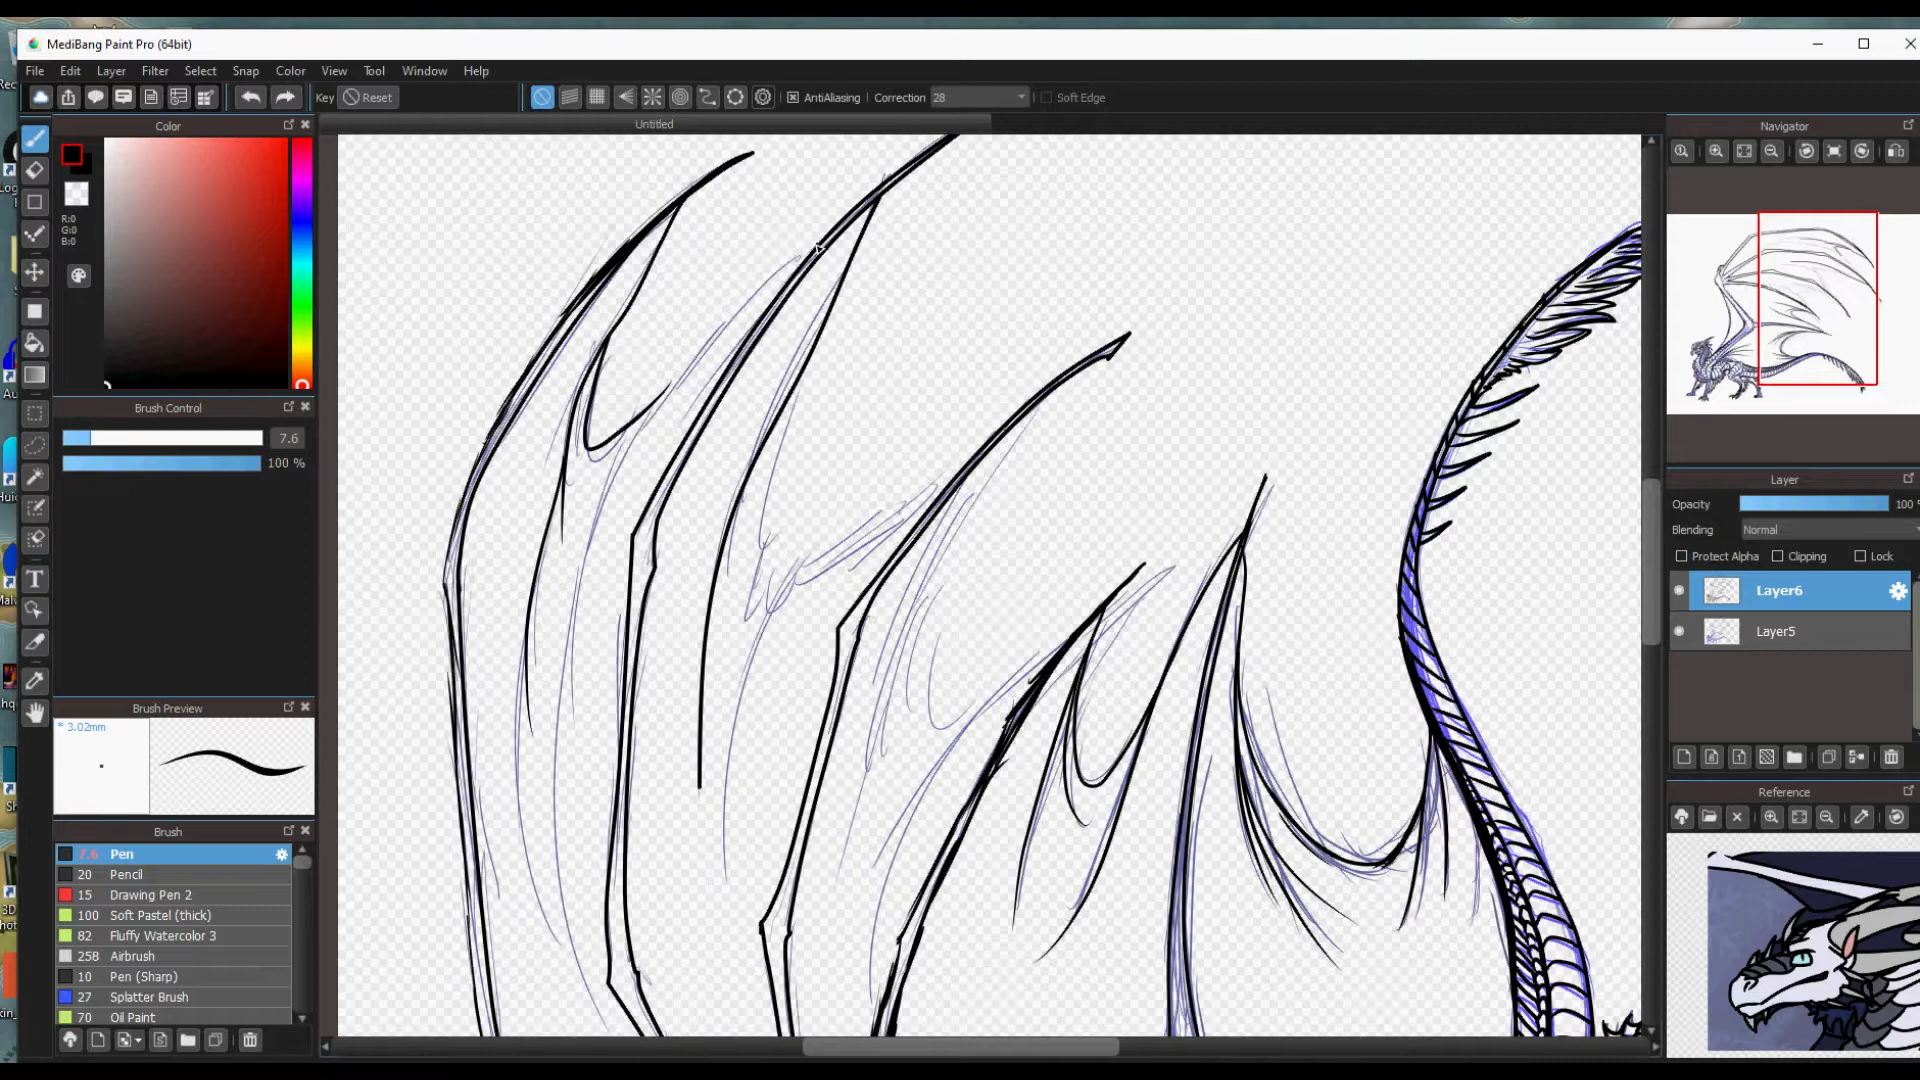 MediBang Paint Pro (64bit)
File Edit Layer Filter Select Snap Color View Tool Window Help
Key Reset AntiAliasing Correction 28 Soft Edge
Color
Untitled
Navigator
R:0
G:0
B:0
Brush Control
7.6
100 %
Layer
Opacity 100 %
Blending Normal
Protect Alpha Clipping Lock
Layer6
Layer5
Brush Preview
* 3.02mm
Reference
Brush
7.6 Pen
20 Pencil
15 Drawing Pen 2
100 Soft Pastel (thick)
82 Fluffy Watercolor 3
258 Airbrush
10 Pen (Sharp)
27 Splatter Brush
70 Oil Paint